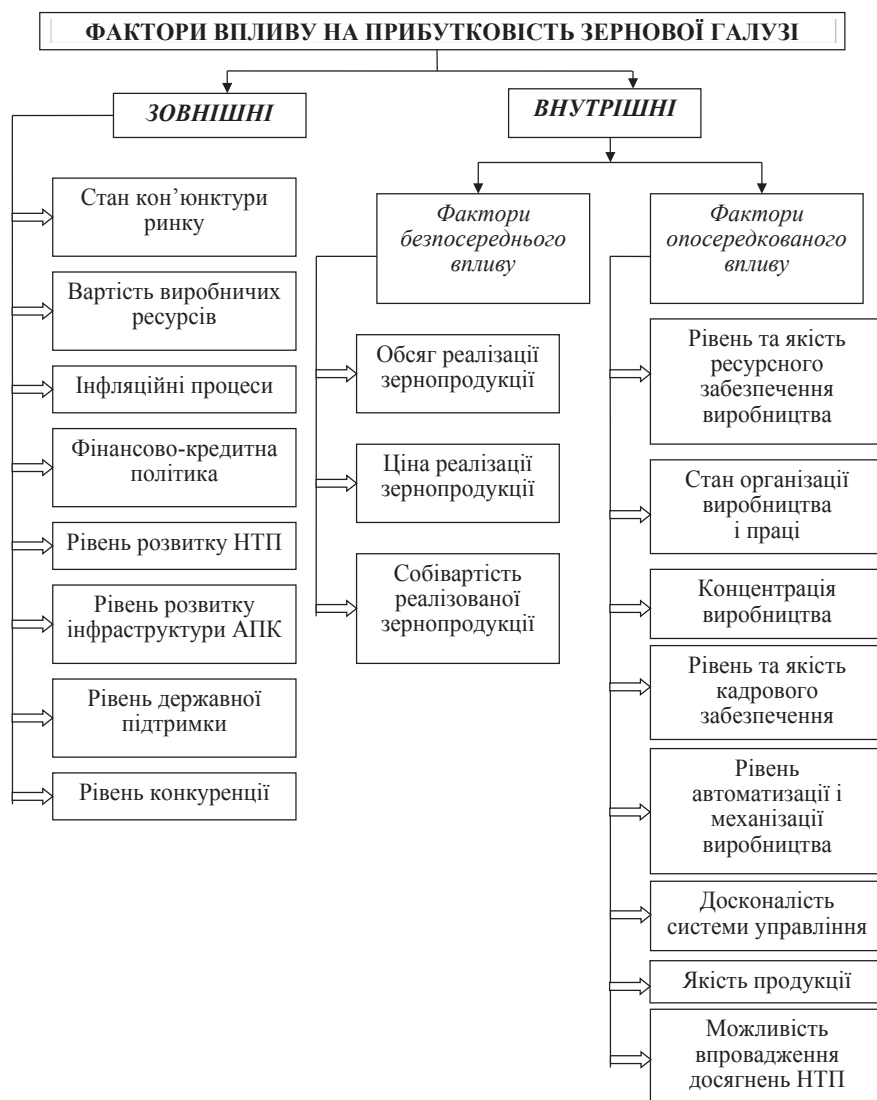 ФАКТОРИ ВПЛИВУ НА ПРИБУТКОВІСТЬ ЗЕРНОВОЇ ГАЛУЗІ
ЗОВНІШНІ
Стан кон’юнктури
ринку
Вартість виробничих
ресурсів
Інфляційні процеси
Фінансово-кредитна
політика
Рівень розвитку НТП
Рівень розвитку
інфраструктури АПК
Рівень державної
підтримки
Рівень конкуренції
ВНУТРІШНІ
Фактори
безпосереднього
впливу
Обсяг реалізації
зернопродукції
Ціна реалізації
зернопродукції
Собівартість
реалізованої
зернопродукції
Фактори
опосередкованого
впливу
Рівень та якість
ресурсного
забезпечення
виробництва
Стан організації
виробництва
і праці
Концентрація
виробництва
Рівень та якість
кадрового
забезпечення
Рівень
автоматизації і
механізації
виробництва
Досконалість
системи управління
Якість продукції
Можливість
впровадження
досягнень НТП